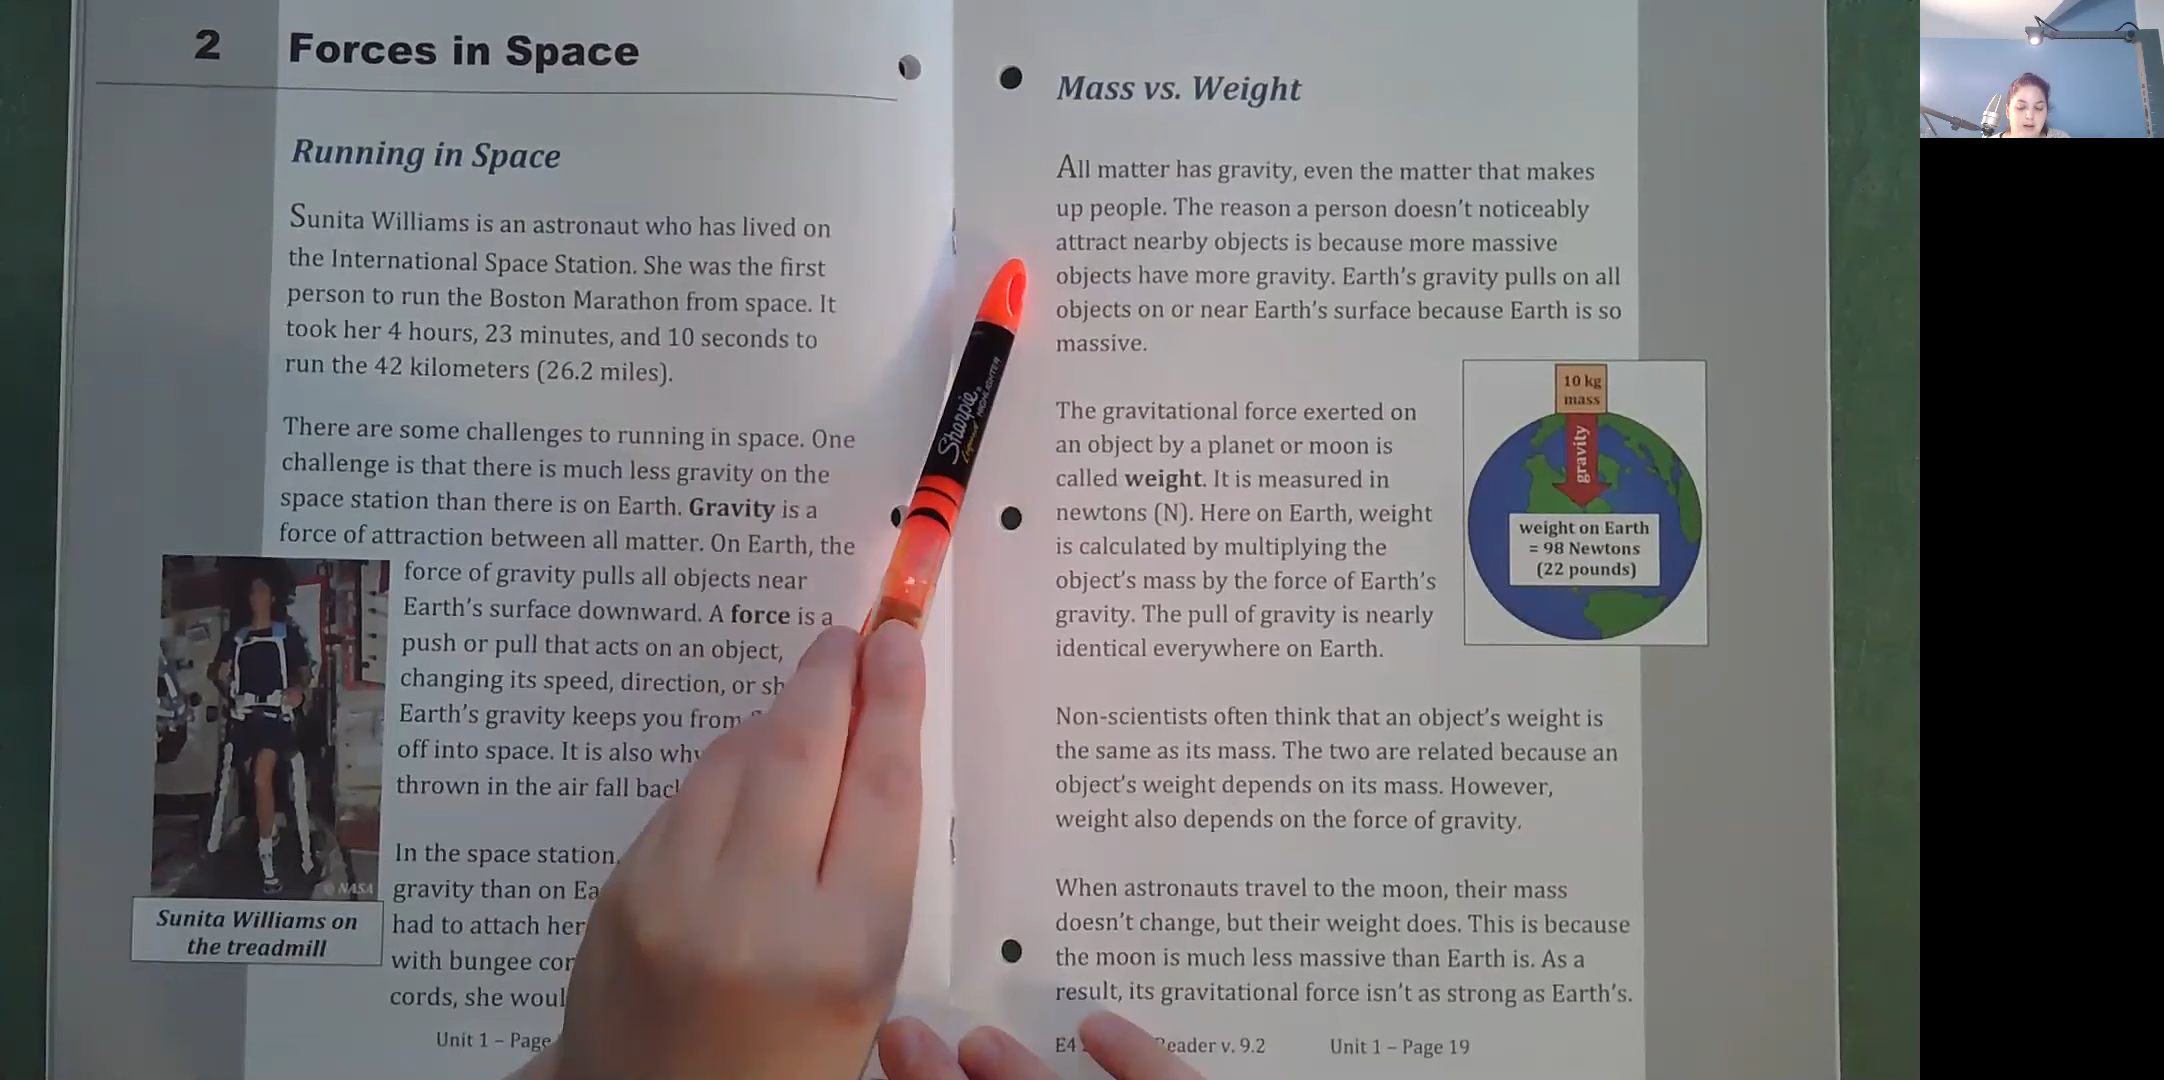 2 Forces in Space
Running in Space
Sunita Williams is an astronaut who has lived on
the International Space Station. She was the first
person to run the Boston Marathon from space. It
took her 4 hours, 23 minutes, and 10 seconds to
run the 42 kilometers (26.2 miles).
There are some challenges to running in space. One
challenge is that there is much less gravity on the
space station than there is on Earth. Gravity is a
force of attraction between all matter. On Earth, the
force of gravity pulls all objects near
Earth's surface downward. A force is a
push or pull that acts on an object,
changing its speed, direction, or
Earth's gravity keeps you from
off into space. It is also why
thrown in the air fall
In the space station,
gravity than on
had to attach her
with bungee
cords, she
© NASA
Sunita Williams on
the treadmill
Unit 1 – Page
Sharpie
HIGHLIGHTER
Mass vs. Weight
All matter has gravity, even the matter that makes
up people. The reason a person doesn't noticeably
attract nearby objects is because more massive
objects have more gravity. Earth's gravity pulls on all
objects on or near Earth's surface because Earth is so
massive.
The gravitational force exerted on
an object by a planet or moon is
called weight. It is measured in
newtons (N). Here on Earth, weight
is calculated by multiplying the
object's mass by the force of Earth's
gravity. The pull of gravity is nearly
identical everywhere on Earth.
10 kg
mass
gravity
weight on Earth
= 98 Newtons
(22 pounds)
Non-scientists often think that an object's weight is
the same as its mass. The two are related because an
object's weight depends on its mass. However,
weight also depends on the force of gravity.
When astronauts travel to the moon, their mass
doesn't change, but their weight does. This is because
the moon is much less massive than Earth is. As a
result, its gravitational force isn't as strong as Earth's.
E4 Reader v. 9.2 Unit 1 – Page 19